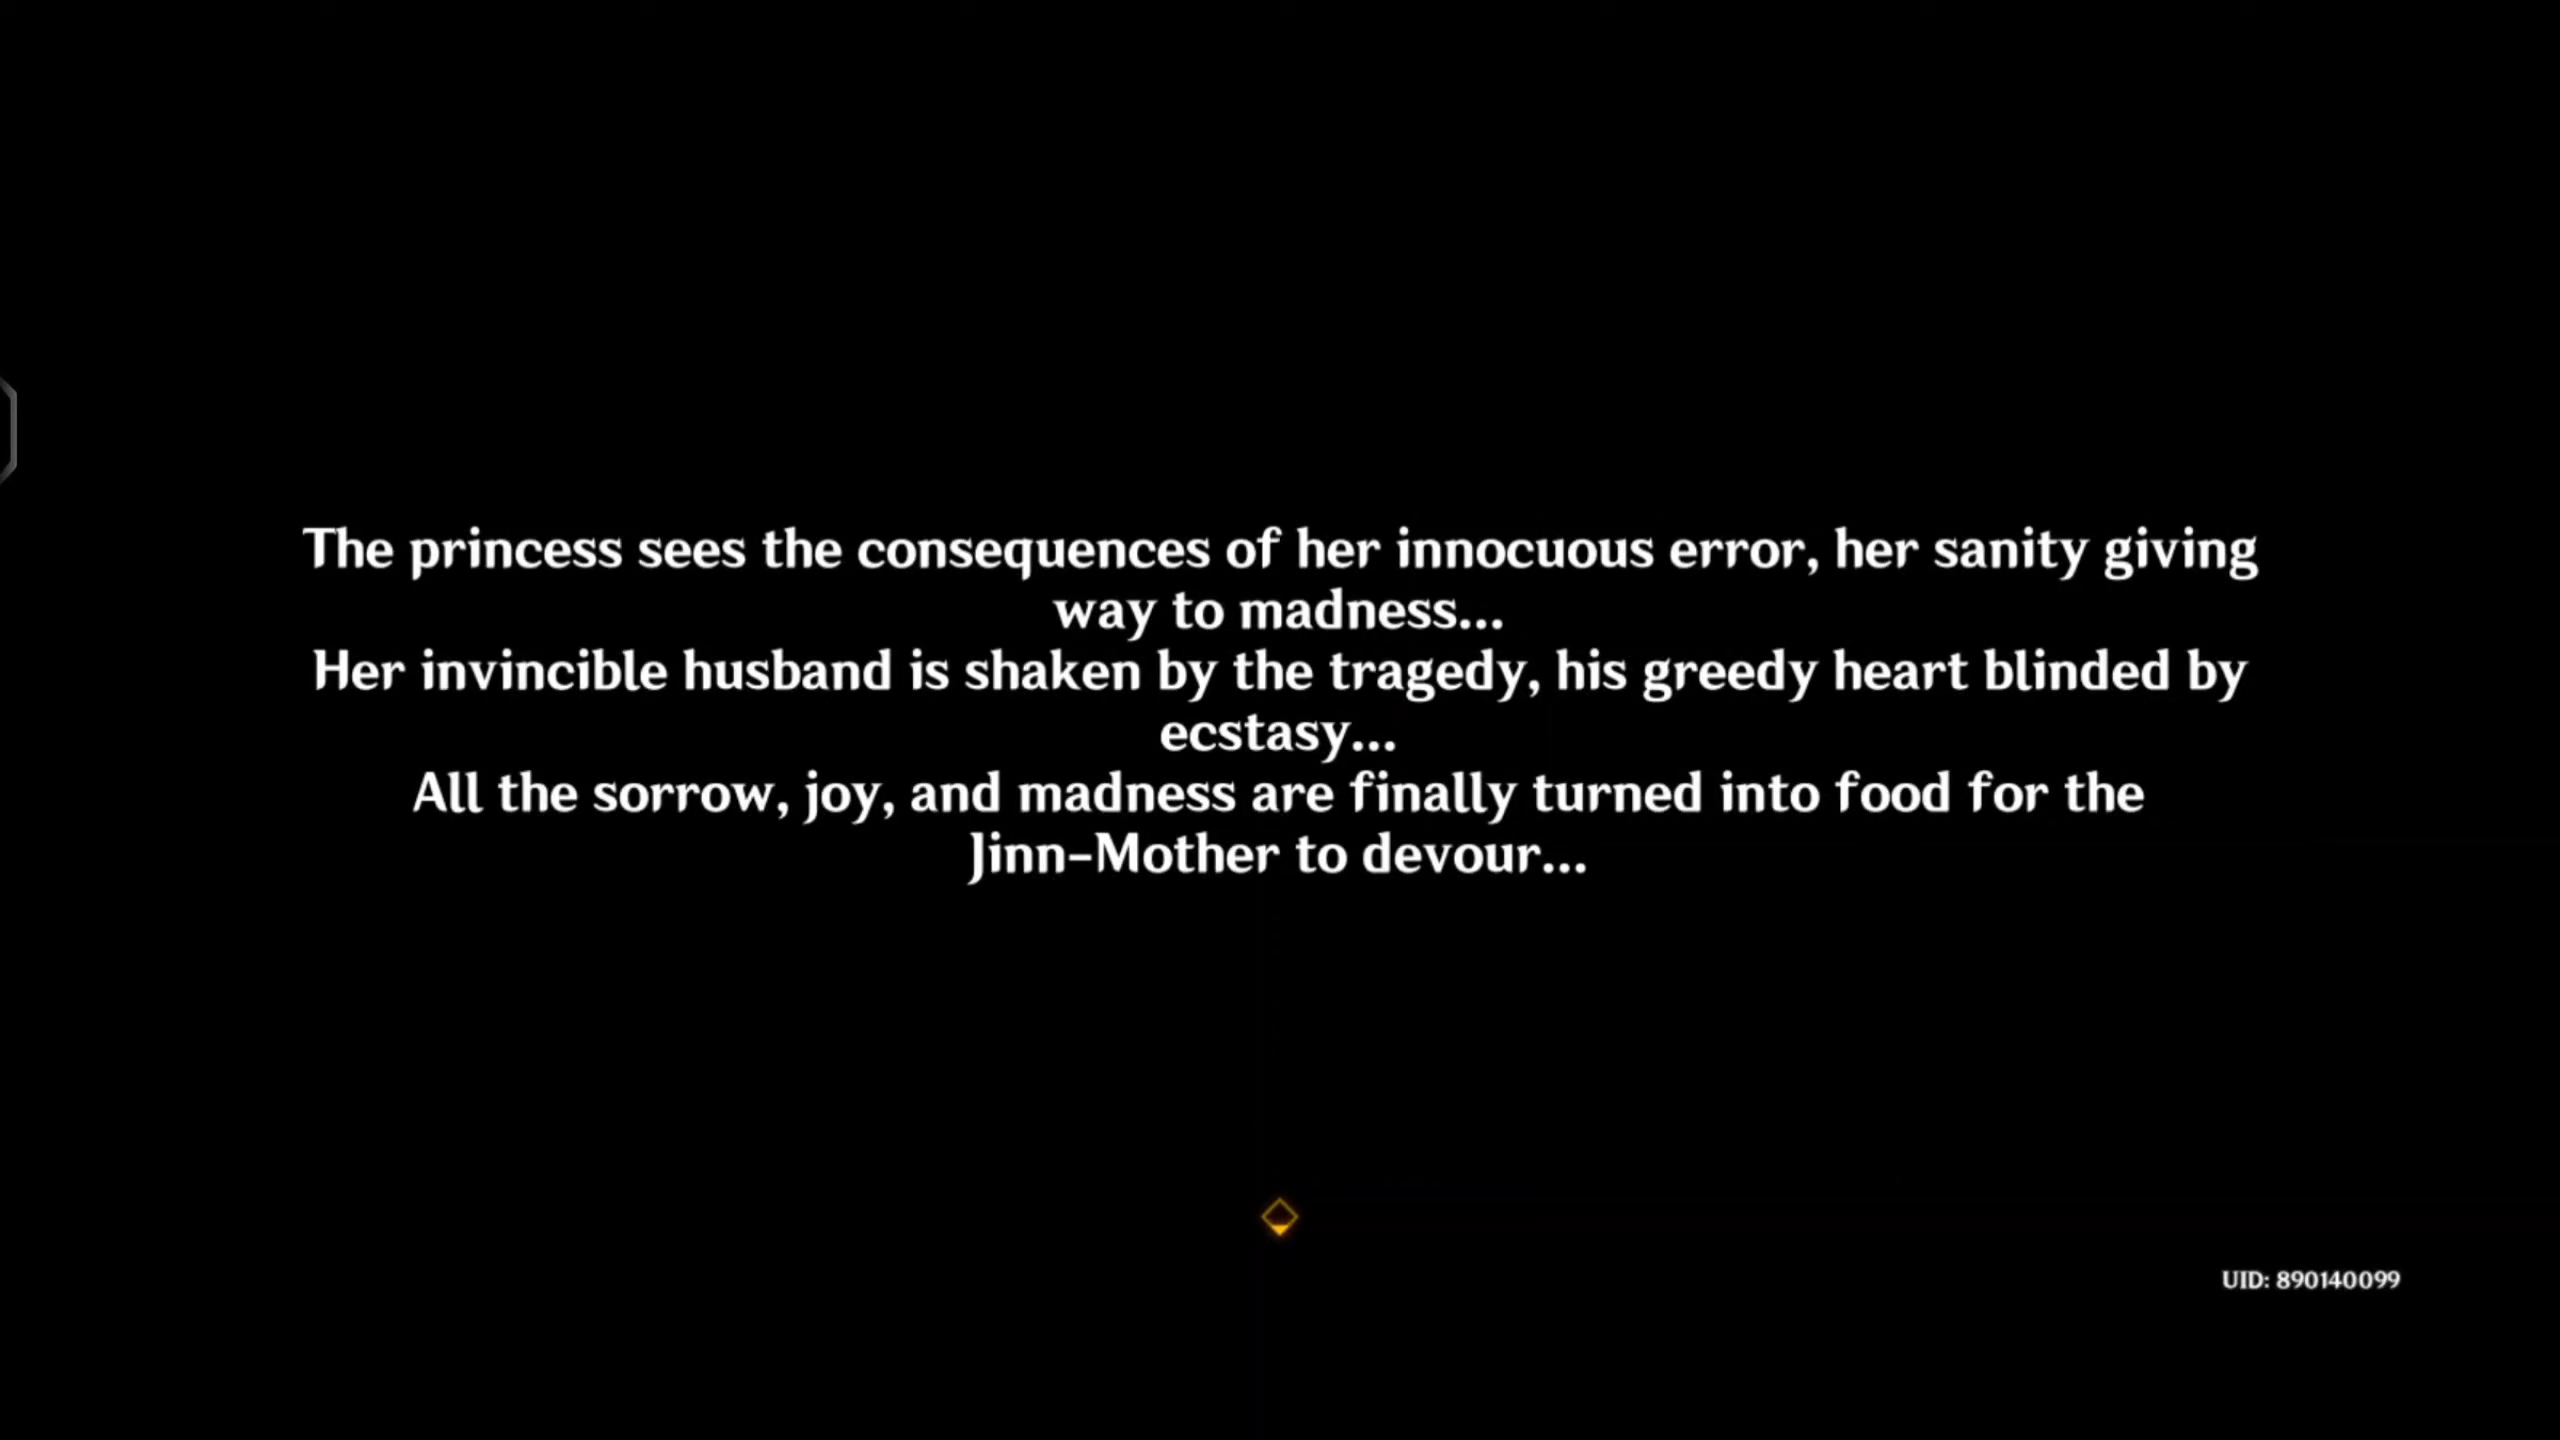 The princess sees the consequences of her innocuous error, her sanity giving
way to madness...
Her invincible husband is shaken by the tragedy, his greedy heart blinded by
ecstasy...
All the sorrow, joy, and madness are finally turned into food for the
Jinn-Mother to devour...
UID: 890140099